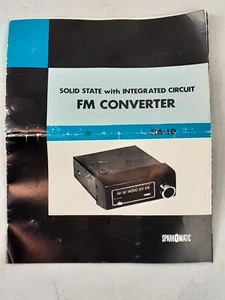 SOLID STATE with INTEGRATED CIRCUIT
FM CONVERTER
SPARKOMATIC